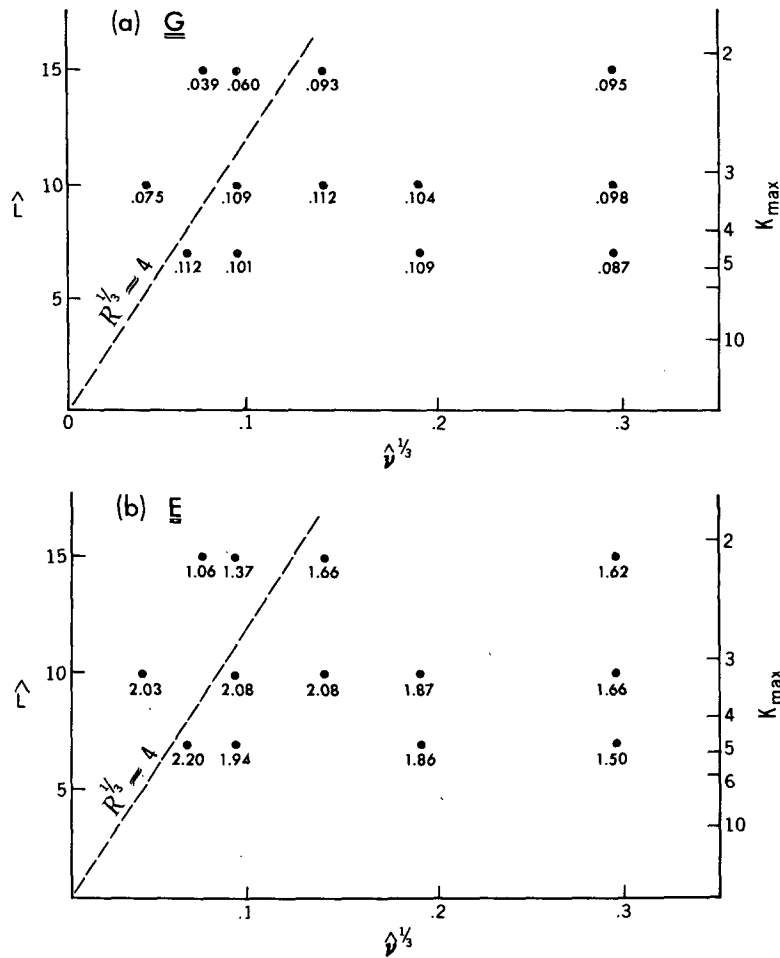 (a) G
15
10
5
L̂
.039 .060 .093 .095
.075 .109 .112 .104 .098
.112 .101 .109 .087
R^⅓ = 4
2
3
4
5
10
K max
0 .1 .2 .3
ν̂^⅓
(b) E
15
10
5
L̂
1.06 1.37 1.66 1.62
2.03 2.08 2.08 1.87 1.66
2.20 1.94 1.86 1.50
R^⅓ = 4
2
3
4
5
6
10
K max
.1 .2 .3
ν̂^⅓